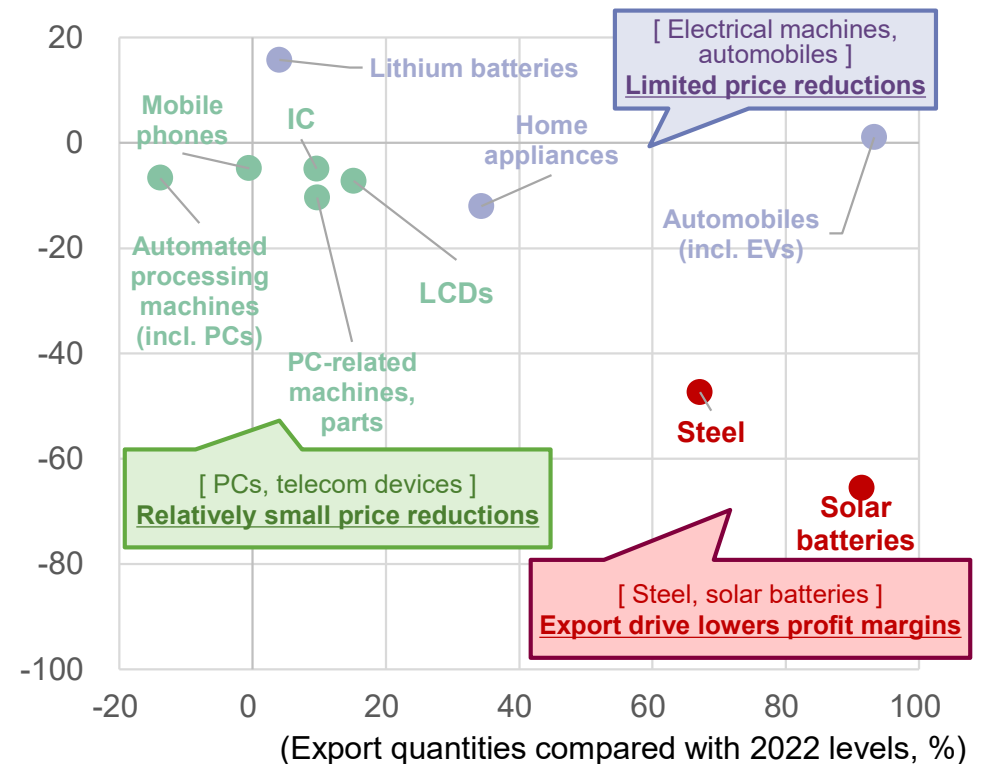 20
0
-20
-40
-60
-80
-100
[ Electrical machines,
automobiles ]
Limited price reductions
Lithium batteries
Mobile
phones
IC
Home
appliances
Automobiles
(incl. EVs)
Automated
processing
machines
(incl. PCs)
LCDs
PC-related
machines,
parts
Steel
[ PCs, telecom devices ]
Relatively small price reductions
Solar
batteries
[ Steel, solar batteries ]
Export drive lowers profit margins
-20
0
20
40
60
80
100
(Export quantities compared with 2022 levels, %)